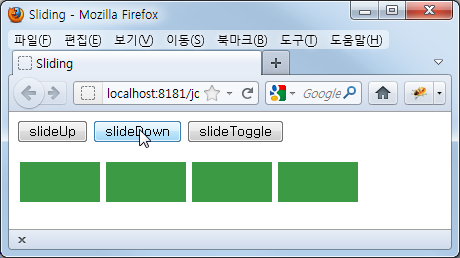 Sliding - Mozilla Firefox
파일(F) 편집(E) 보기(V) 이동(S) 북마크(B) 도구(T) 도움말(H)
Sliding
localhost:8181/jc Google
slideUp slideDown slideToggle